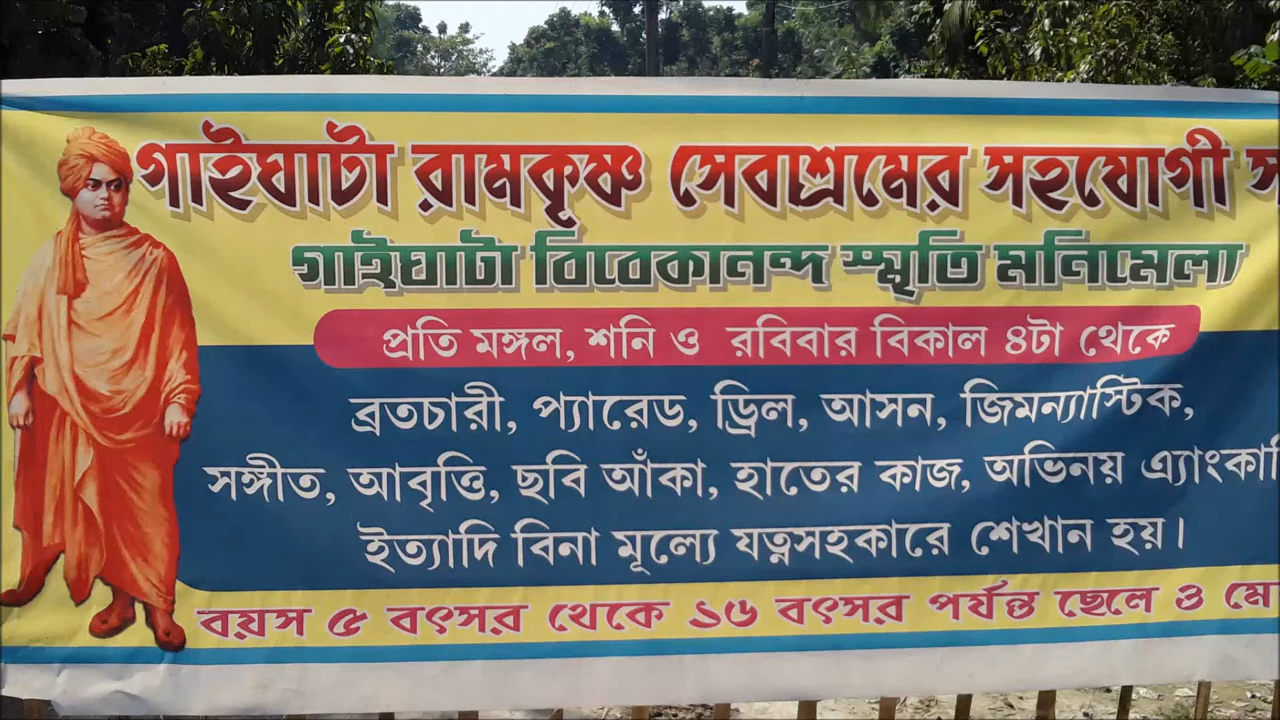 গাইঘাটা রামকৃষ্ণ সেবাশ্রমের সহযোগী
গাইঘাটা বিবেকানন্দ স্মৃতি মনিমেলা
প্রতি মঙ্গল, শনি ও রবিবার বিকাল ৪টা থেকে
ব্রতচারী, প্যারেড, ড্রিল, আসন, জিমন্যাস্টিক,
সঙ্গীত, আবৃত্তি, ছবি আঁকা, হাতের কাজ, অভিনয়
ইত্যাদি বিনা মূল্যে যত্নসহকারে শেখান হয়।
বয়স ৫ বৎসর থেকে ১৬ বৎসর পর্যন্ত ছেলে ও